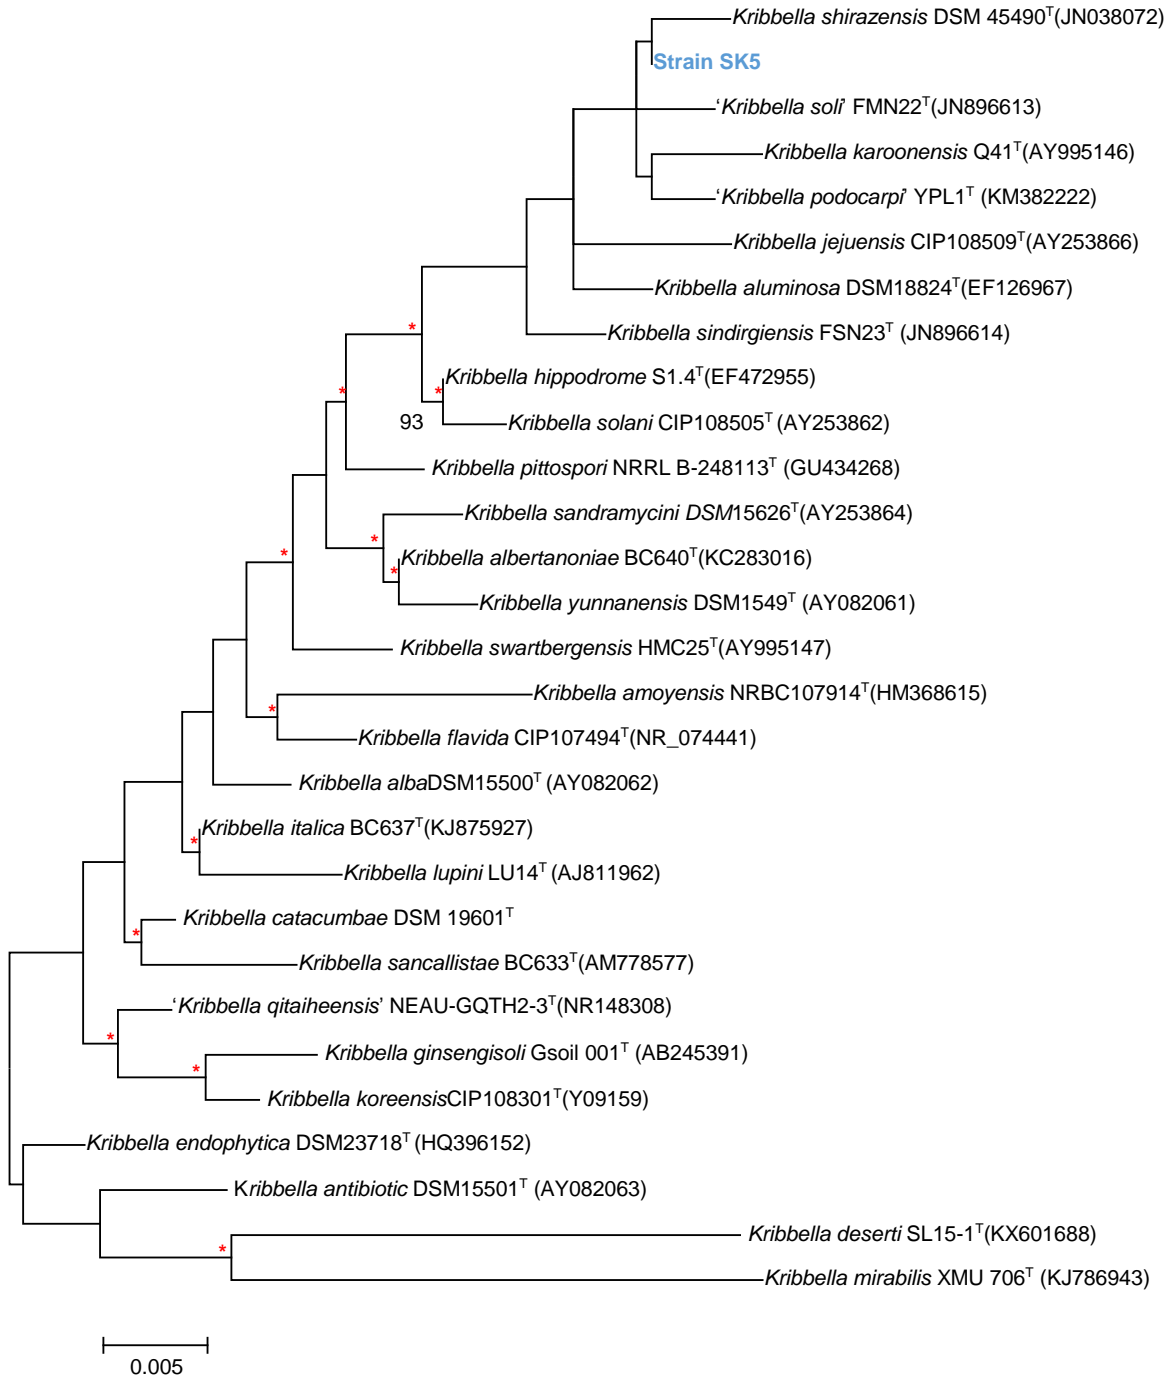 Kribbella shirazensis DSM 45490T(JN038072)
Strain SK5
‘Kribbella soli’ FMN22T(JN896613)
Kribbella karoonensis Q41T(AY995146)
‘Kribbella podocarpi’ YPL1T (KM382222)
Kribbella jejuensis CIP108509T(AY253866)
Kribbella aluminosa DSM18824T(EF126967)
Kribbella sindirgiensis FSN23T (JN896614)
*
Kribbella hippodrome S1.4T(EF472955)
*
*
93
Kribbella solani CIP108505T (AY253862)
Kribbella pittospori NRRL B-248113T (GU434268)
Kribbella sandramycini DSM15626T(AY253864)
*
Kribbella albertanoniae BC640T(KC283016)
*
*
Kribbella yunnanensis DSM1549T (AY082061)
Kribbella swartbergensis HMC25T(AY995147)
Kribbella amoyensis NRBC107914T(HM368615)
*
Kribbella flavida CIP107494T(NR_074441)
Kribbella albaDSM15500T (AY082062)
Kribbella italica BC637T(KJ875927)
*
Kribbella lupini LU14T (AJ811962)
Kribbella catacumbae DSM 19601T
*
Kribbella sancallistae BC633T(AM778577)
‘Kribbella qitaiheensis’ NEAU-GQTH2-3T(NR148308)
*
Kribbella ginsengisoli Gsoil 001T (AB245391)
*
Kribbella koreensisCIP108301T(Y09159)
Kribbella endophytica DSM23718T (HQ396152)
Kribbella antibiotic DSM15501T (AY082063)
Kribbella deserti SL15-1T(KX601688)
*
Kribbella mirabilis XMU 706T (KJ786943)
0.005